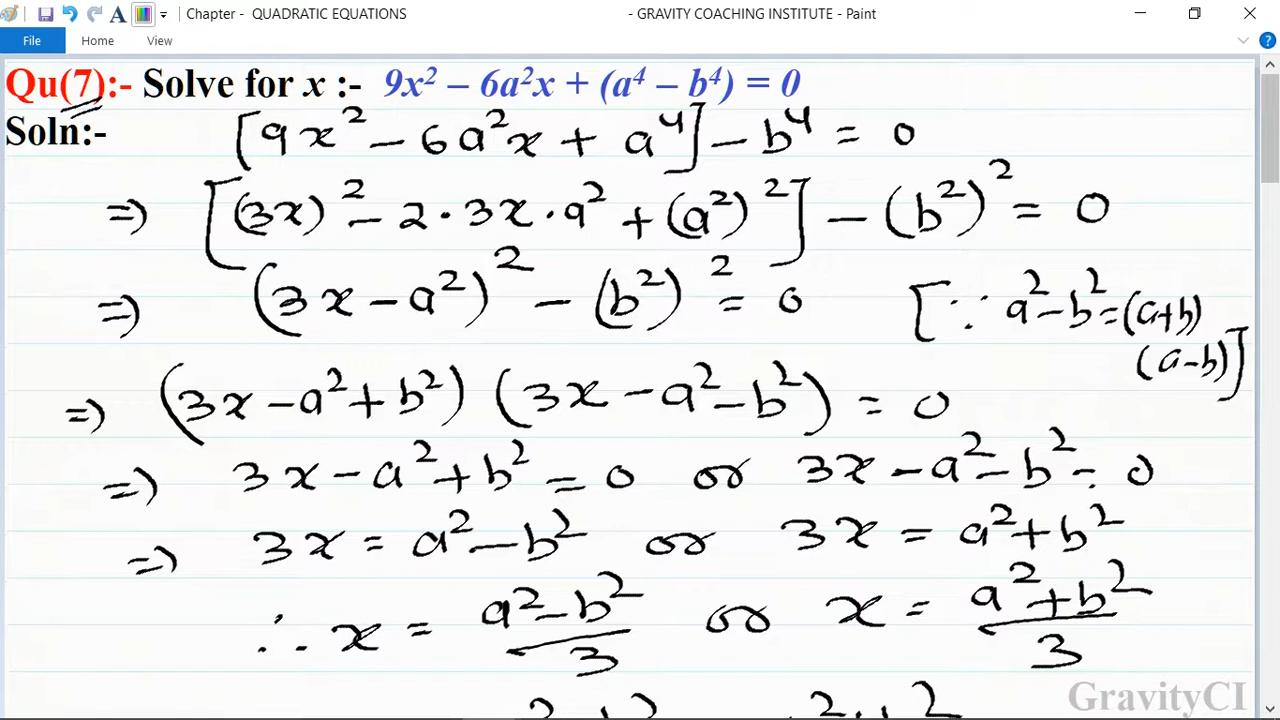 Chapter - QUADRATIC EQUATIONS - GRAVITY COACHING INSTITUTE - Paint
File Home View
Qu(7):- Solve for x :- 9x² – 6a²x + (a⁴ – b⁴) = 0
Soln:- [9x² - 6a²x + a⁴] - b⁴ = 0
⇒ [(3x)² - 2·3x·a² + (a²)²] - (b²)² = 0
⇒ (3x - a²)² - (b²)² = 0 [∵ a² - b² = (a+b)
(a-b)]
⇒ (3x - a² + b²) (3x - a² - b²) = 0
⇒ 3x - a² + b² = 0 or 3x - a² - b² = 0
⇒ 3x = a² - b² or 3x = a² + b²
∴ x = (a² - b²)/3 or x = (a² + b²)/3
GravityCI